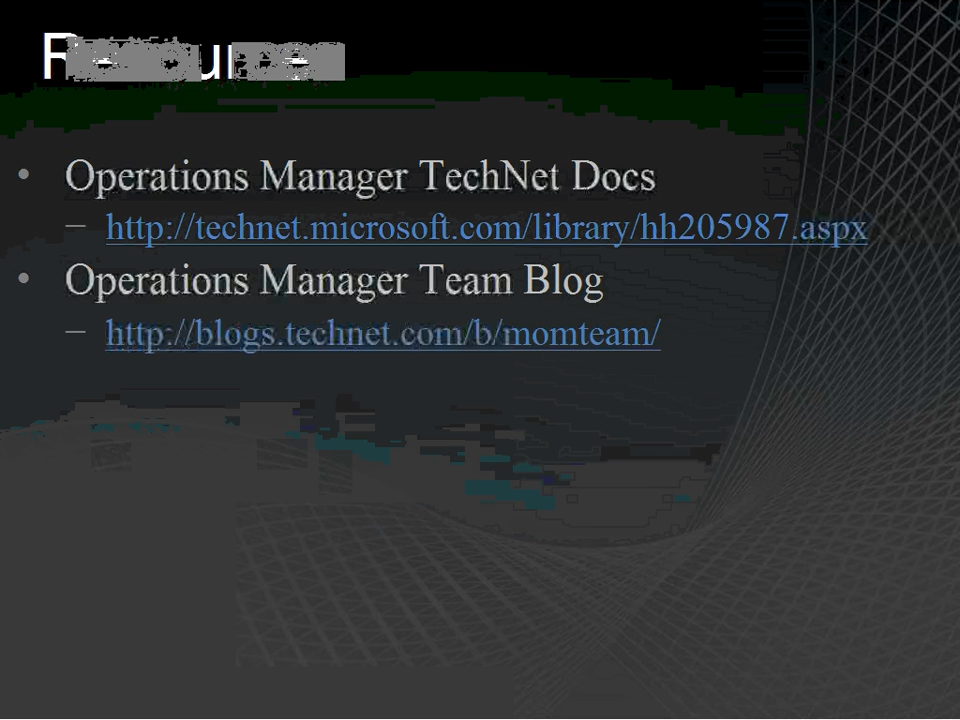 Resources
• Operations Manager TechNet Docs
– http://technet.microsoft.com/library/hh205987.aspx
• Operations Manager Team Blog
– http://blogs.technet.com/b/momteam/